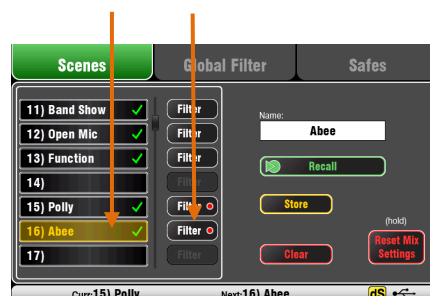 Scenes Global Filter Safes
11) Band Show Filter
12) Open Mic Filter
13) Function Filter
14) Filter
15) Polly Filter
16) Abee Filter
17) Filter
Name:
Abee
Recall
Store
(hold)
Clear
Reset Mix
Settings
Curr:15) Polly Next:16) Abee dS